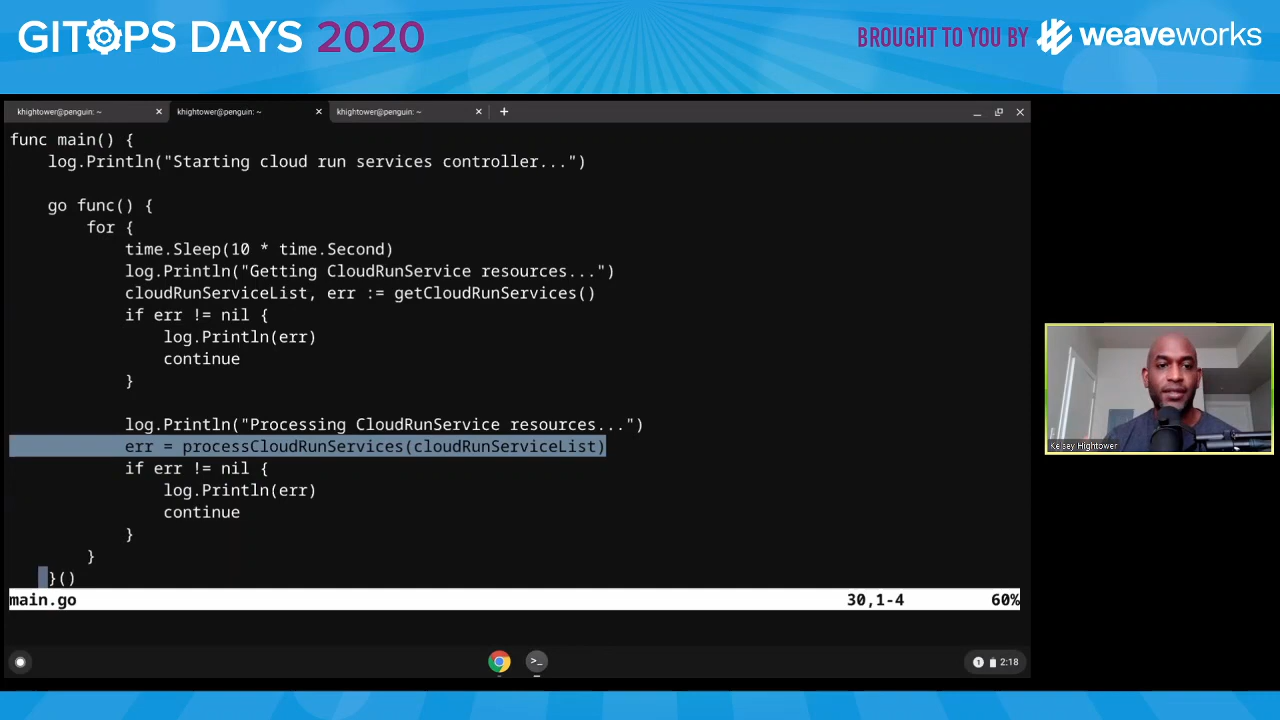 GITOPS DAYS 2020
BROUGHT TO YOU BY weaveworks
khightower@penguin: ~ khightower@penguin: ~ khightower@penguin: ~
func main() {
log.Println("Starting cloud run services controller...")
go func() {
for {
time.Sleep(10 * time.Second)
log.Println("Getting CloudRunService resources...")
cloudRunServiceList, err := getCloudRunServices()
if err != nil {
log.Println(err)
continue
}
log.Println("Processing CloudRunService resources...")
err = processCloudRunServices(cloudRunServiceList)
if err != nil {
log.Println(err)
continue
}
}
}()
main.go 30,1-4 60%
Kelsey Hightower
2:18